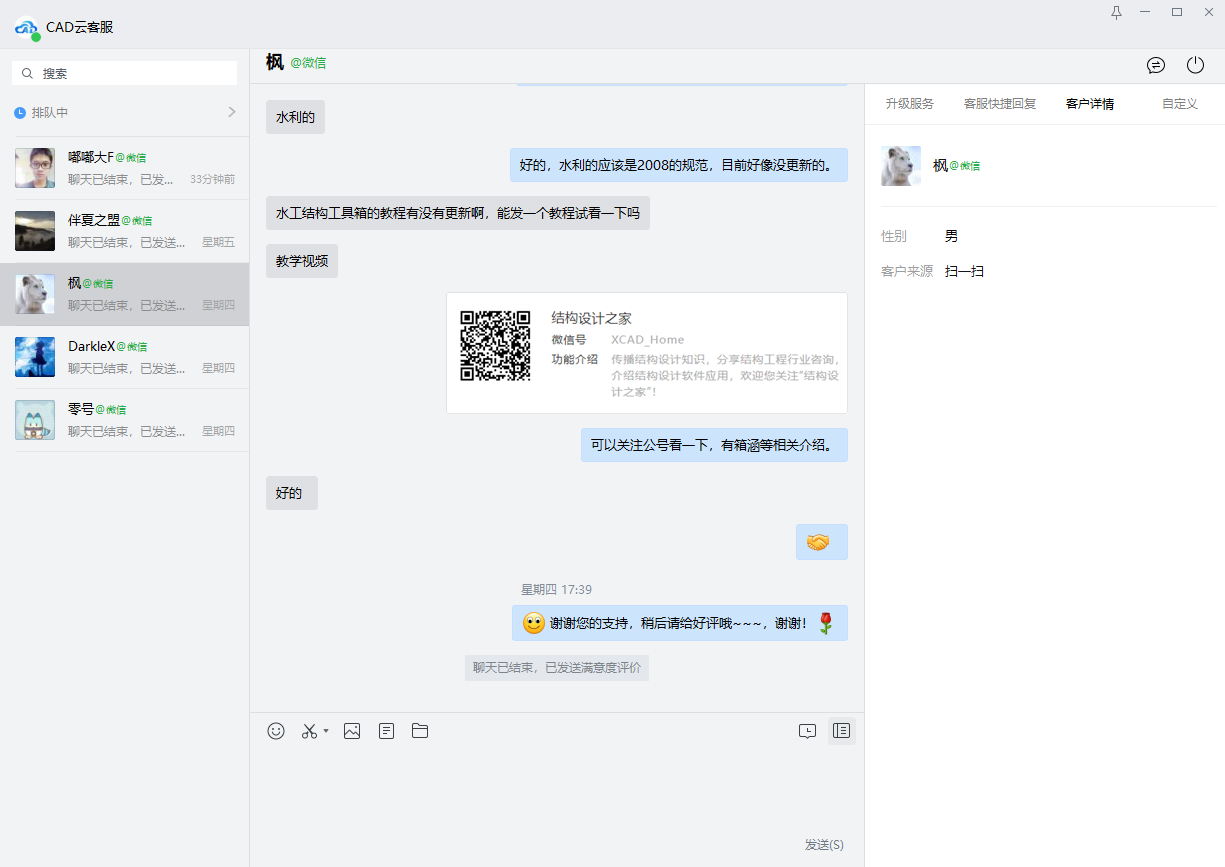 CAD云客服
搜索
排队中
嘟嘟大F@微信
聊天已结束，已发... 33分钟前
伴夏之盟@微信
聊天已结束，已发送... 星期五
枫@微信
聊天已结束，已发送... 星期四
DarkleX@微信
聊天已结束，已发送... 星期四
零号@微信
聊天已结束，已发送... 星期四
枫 @微信
水利的
好的，水利的应该是2008的规范，目前好像没更新的。
水工结构工具箱的教程有没有更新啊，能发一个教程试看一下吗
教学视频
结构设计之家
微信号 XCAD_Home
功能介绍 传播结构设计知识，分享结构工程行业咨询，
介绍结构设计软件应用，欢迎您关注“结构设
计之家”！
可以关注公号看一下，有箱涵等相关介绍。
好的
星期四 17:39
谢谢您的支持，稍后请给好评哦~~~，谢谢！
聊天已结束，已发送满意度评价
发送(S)
升级服务 客服快捷回复 客户详情 自定义
枫@微信
性别 男
客户来源 扫一扫